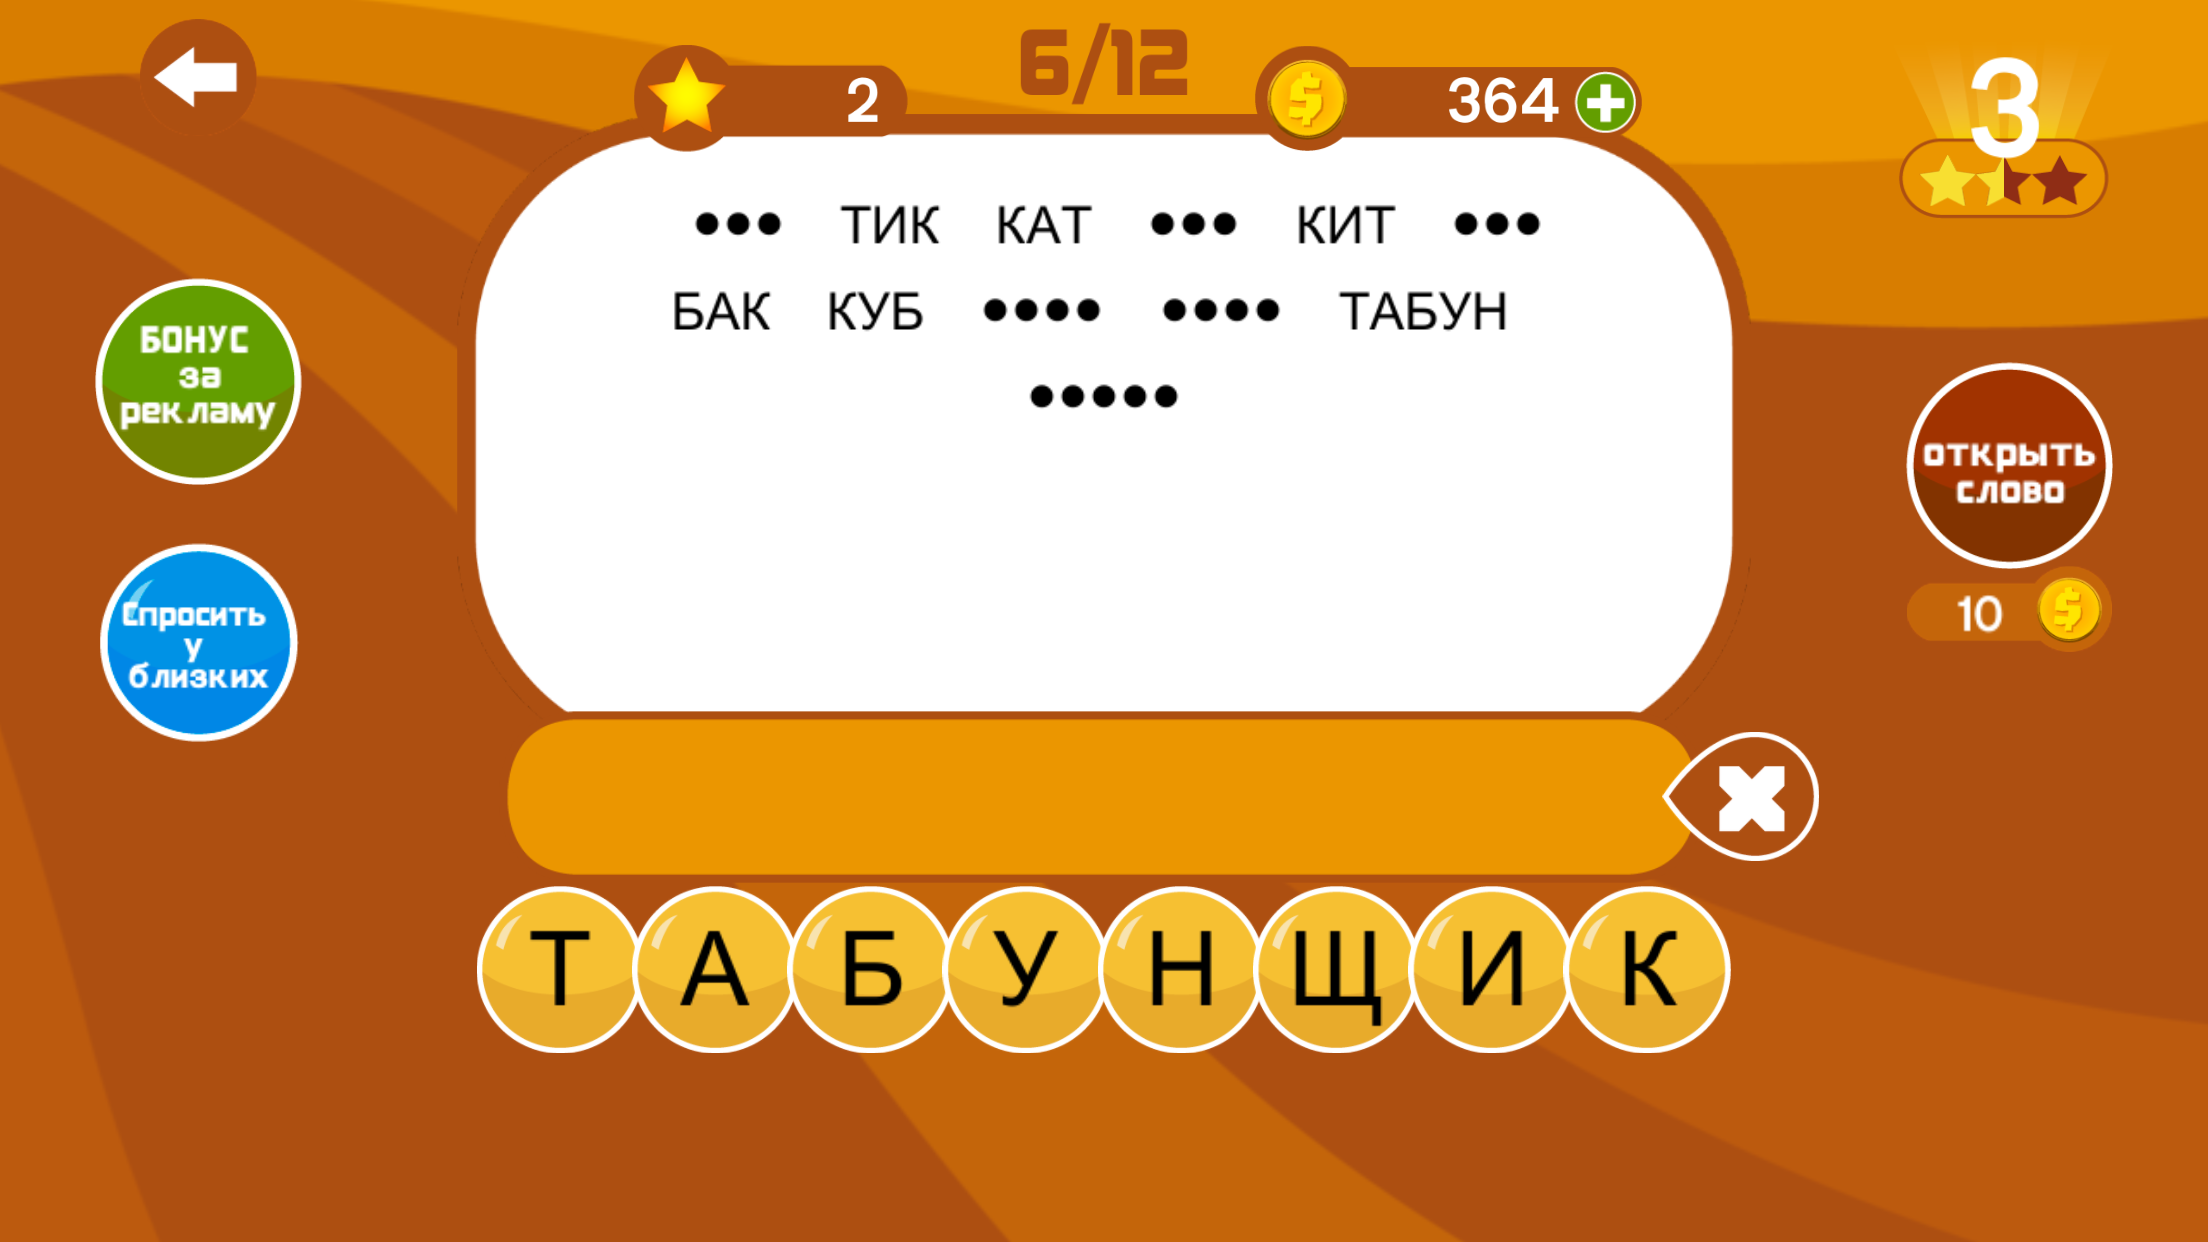 6/12
2
364
3
••• ТИК КАТ ••• КИТ •••
БАК КУБ •••• •••• ТАБУН
•••••
БОНУС
за
рекламу
Спросить
у
близких
открыть
слово
10
Т А Б У Н Щ И К